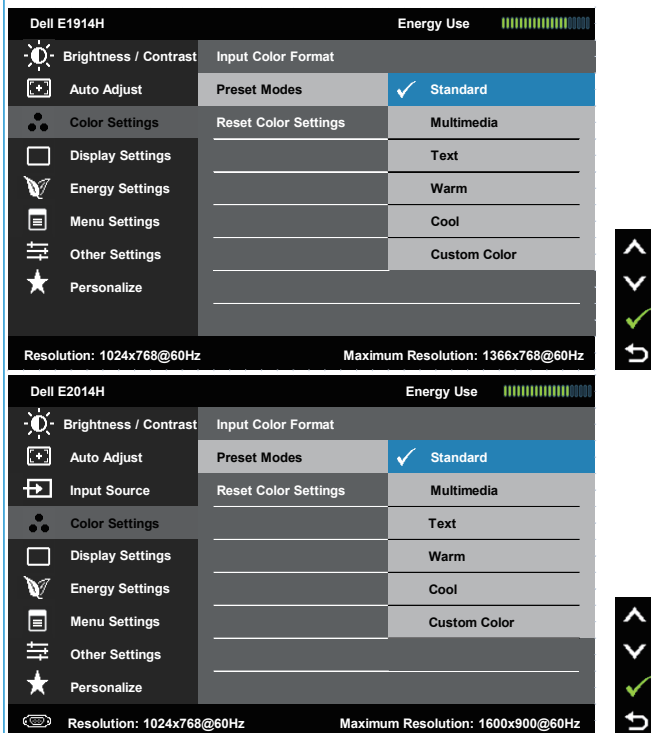 Dell E1914H Energy Use
Brightness / Contrast Input Color Format
Auto Adjust Preset Modes Standard
Color Settings Reset Color Settings Multimedia
Display Settings Text
Energy Settings Warm
Menu Settings Cool
Other Settings Custom Color
Personalize
Resolution: 1024x768@60Hz Maximum Resolution: 1366x768@60Hz
Dell E2014H Energy Use
Brightness / Contrast Input Color Format
Auto Adjust Preset Modes Standard
Input Source Reset Color Settings Multimedia
Color Settings Text
Display Settings Warm
Energy Settings Cool
Menu Settings Custom Color
Other Settings
Personalize
Resolution: 1024x768@60Hz Maximum Resolution: 1600x900@60Hz